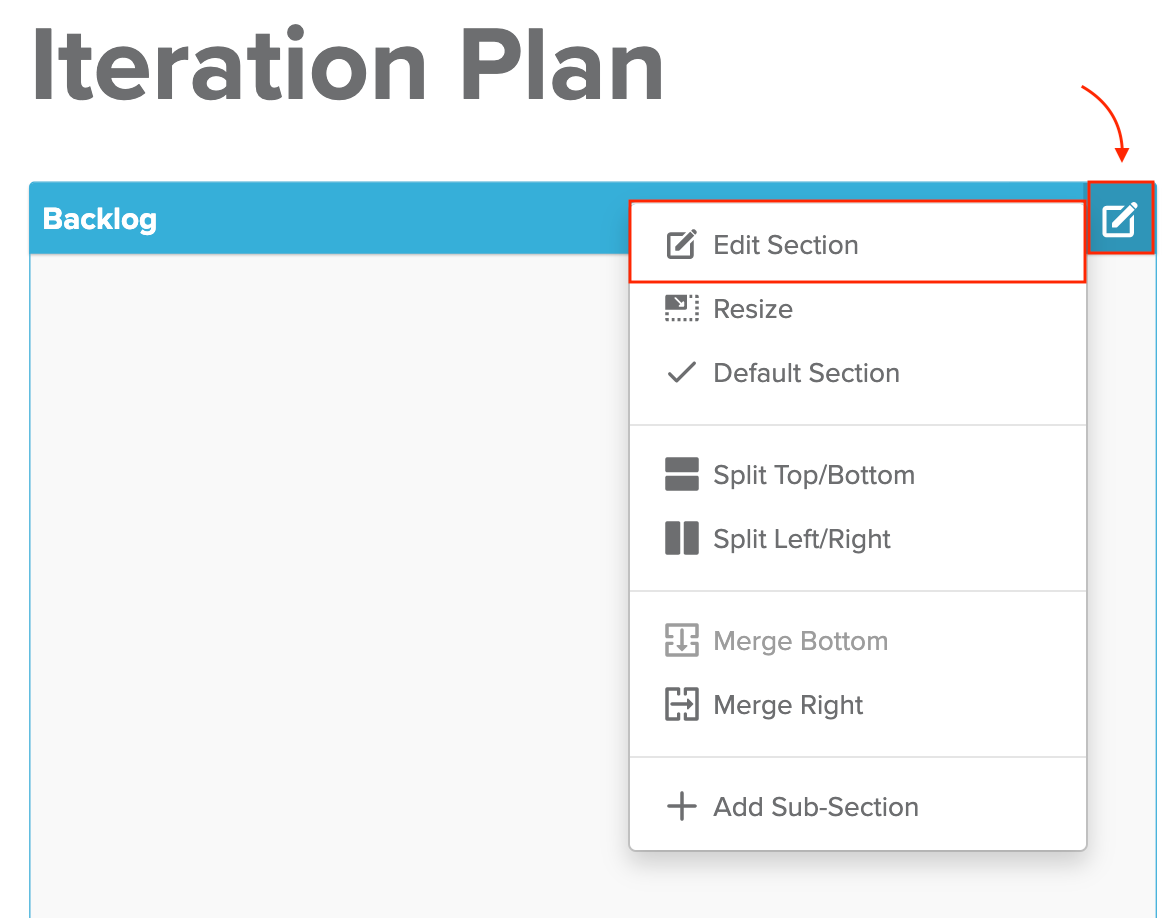 Iteration Plan
Backlog
Edit Section
Resize
Default Section
Split Top/Bottom
Split Left/Right
Merge Bottom
Merge Right
Add Sub-Section